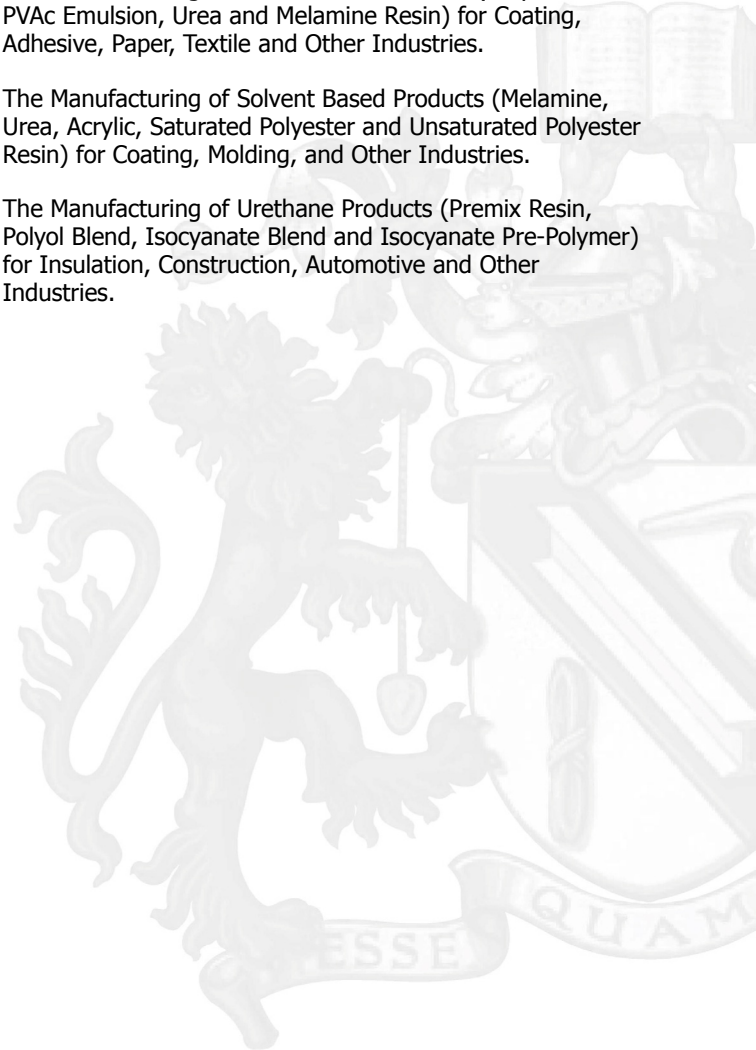 PVAc Emulsion, Urea and Melamine Resin) for Coating,
Adhesive, Paper, Textile and Other Industries.
The Manufacturing of Solvent Based Products (Melamine,
Urea, Acrylic, Saturated Polyester and Unsaturated Polyester
Resin) for Coating, Molding, and Other Industries.
The Manufacturing of Urethane Products (Premix Resin,
Polyol Blend, Isocyanate Blend and Isocyanate Pre-Polymer)
for Insulation, Construction, Automotive and Other
Industries.
ESSE QUAM